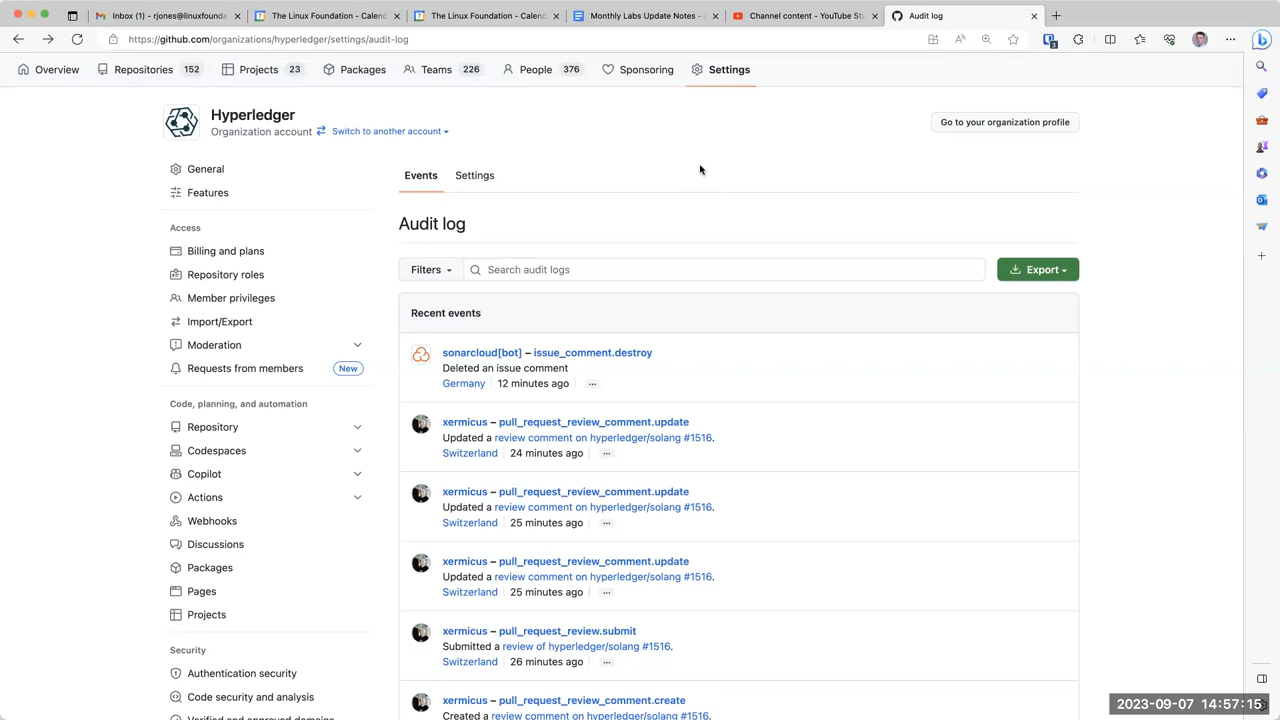 Inbox (1) - rjones@linuxfounda
The Linux Foundation - Calend
The Linux Foundation - Calend
Monthly Labs Update Notes -
Channel content - YouTube St
Audit log
https://github.com/organizations/hyperledger/settings/audit-log
Overview
Repositories 152
Projects 23
Packages
Teams 226
People 376
Sponsoring
Settings
Hyperledger
Organization account Switch to another account
Go to your organization profile
General
Features
Access
Billing and plans
Repository roles
Member privileges
Import/Export
Moderation
Requests from members New
Code, planning, and automation
Repository
Codespaces
Copilot
Actions
Webhooks
Discussions
Packages
Pages
Projects
Security
Authentication security
Code security and analysis
Events
Settings
Audit log
Filters
Search audit logs
Export
Recent events
sonarcloud[bot] – issue_comment.destroy
Deleted an issue comment
Germany 12 minutes ago
xermicus – pull_request_review_comment.update
Updated a review comment on hyperledger/solang #1516.
Switzerland 24 minutes ago
xermicus – pull_request_review_comment.update
Updated a review comment on hyperledger/solang #1516.
Switzerland 25 minutes ago
xermicus – pull_request_review_comment.update
Updated a review comment on hyperledger/solang #1516.
Switzerland 25 minutes ago
xermicus – pull_request_review.submit
Submitted a review of hyperledger/solang #1516.
Switzerland 26 minutes ago
xermicus – pull_request_review_comment.create
Created a review comment on hyperledger/solang #1516.
2023-09-07 14:57:15